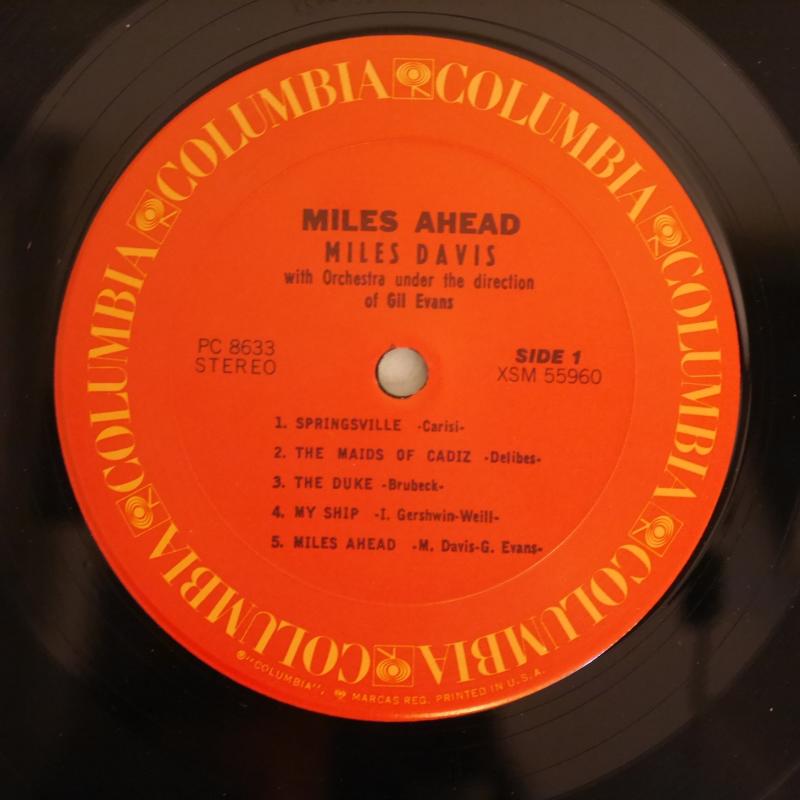 COLUMBIA COLUMBIA COLUMBIA COLUMBIA COLUMBIA COLUMBIA
MILES AHEAD
MILES DAVIS
with Orchestra under the direction
of Gil Evans
PC 8633
STEREO
SIDE 1
XSM 55960
1. SPRINGSVILLE -Carisi-
2. THE MAIDS OF CADIZ -Delibes-
3. THE DUKE -Brubeck-
4. MY SHIP -I. Gershwin-Weill-
5. MILES AHEAD -M. Davis-G. Evans-
®"COLUMBIA", MARCAS REG. PRINTED IN U.S.A.